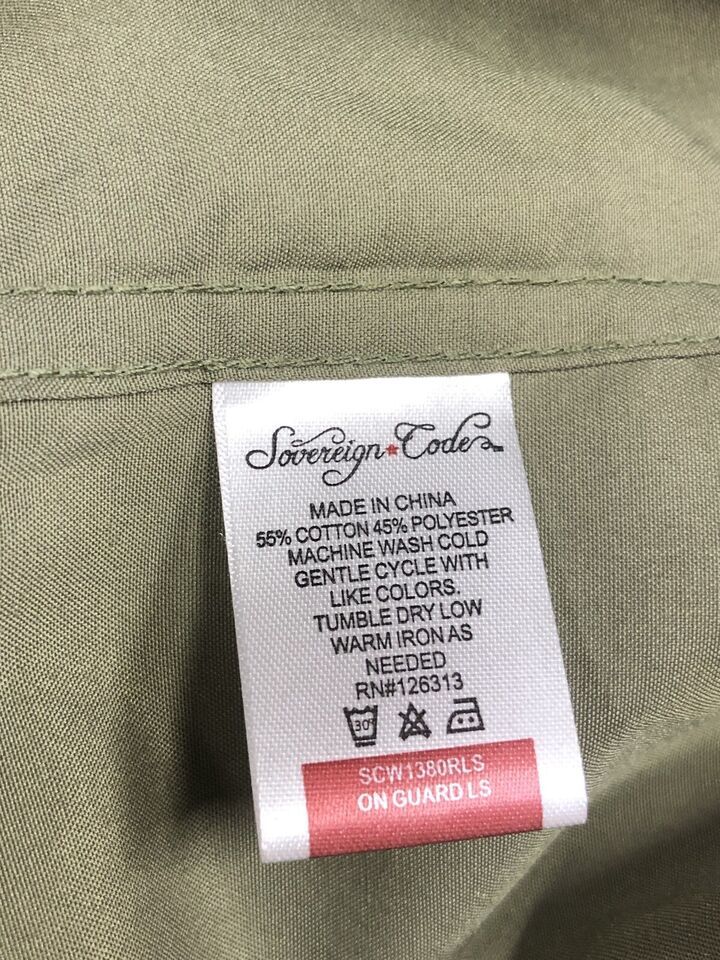 Sovereign Code
MADE IN CHINA
55% COTTON 45% POLYESTER
MACHINE WASH COLD
GENTLE CYCLE WITH
LIKE COLORS.
TUMBLE DRY LOW
WARM IRON AS
NEEDED
RN#126313
30°
SCW1380RLS
ON GUARD LS